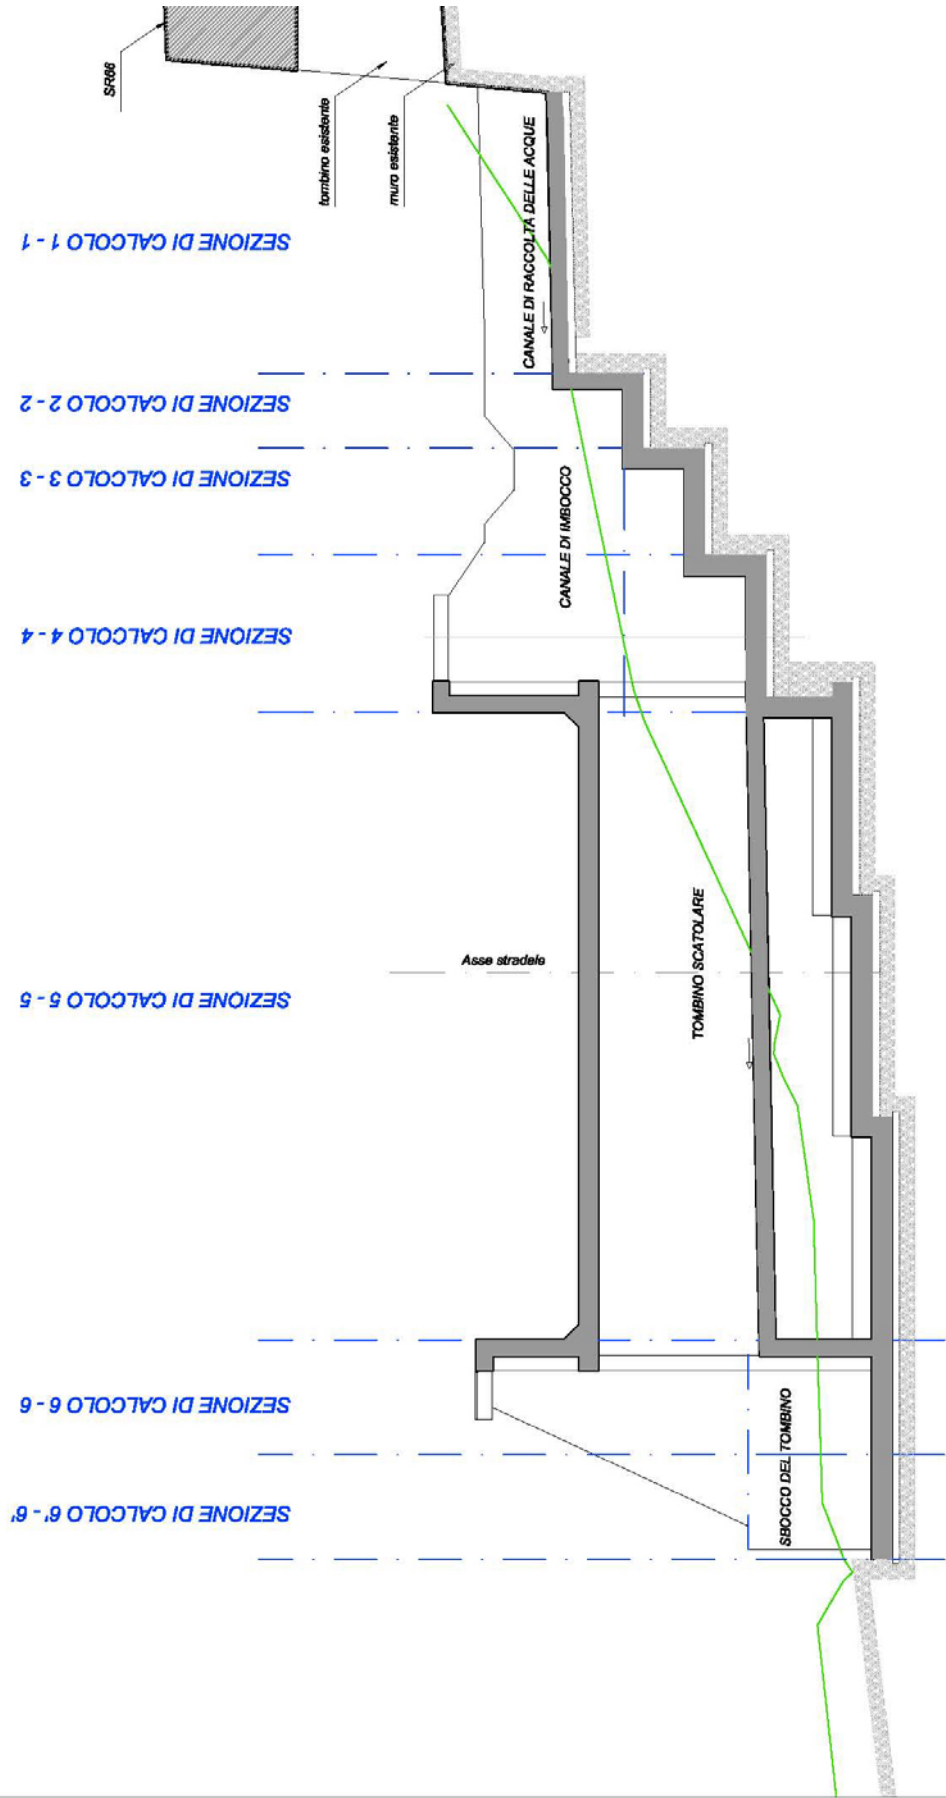 SR66
tombino esistente
muro esistente
CANALE DI RACCOLTA DELLE ACQUE
SEZIONE DI CALCOLO 1 - 1
SEZIONE DI CALCOLO 2 - 2
SEZIONE DI CALCOLO 3 - 3
CANALE DI IMBOCCO
SEZIONE DI CALCOLO 4 - 4
TOMBINO SCATOLARE
Asse stradale
SEZIONE DI CALCOLO 5 - 5
SEZIONE DI CALCOLO 6 - 6
SBOCCO DEL TOMBINO
SEZIONE DI CALCOLO 6' - 6'